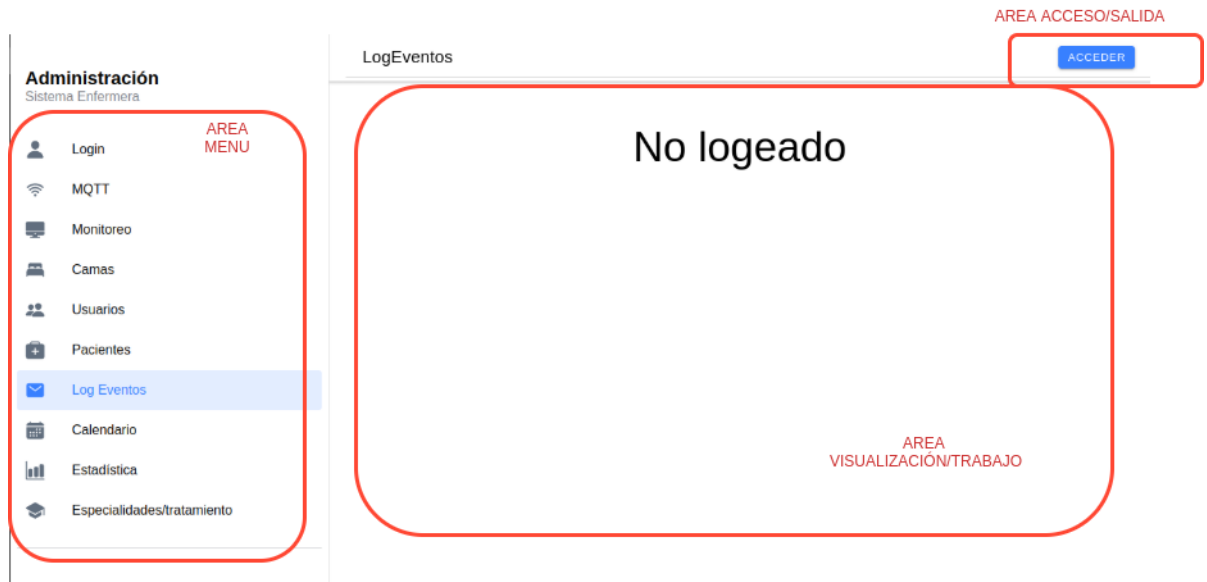 AREA ACCESO/SALIDA
LogEventos
ACCEDER
Administración
Sistema Enfermera
AREA
MENU
Login
MQTT
Monitoreo
Camas
Usuarios
Pacientes
Log Eventos
Calendario
Estadística
Especialidades/tratamiento
No logeado
AREA
VISUALIZACIÓN/TRABAJO